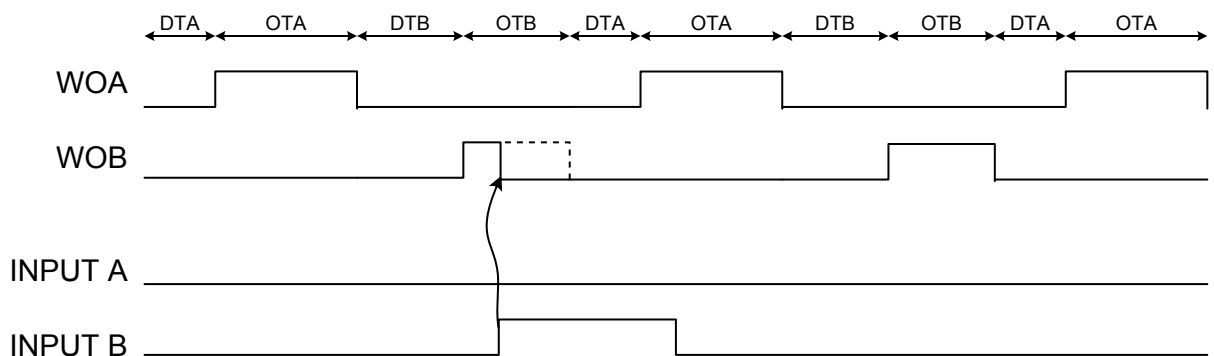 DTA OTA DTB OTB DTA OTA DTB OTB DTA OTA
WOA
WOB
INPUT A
INPUT B